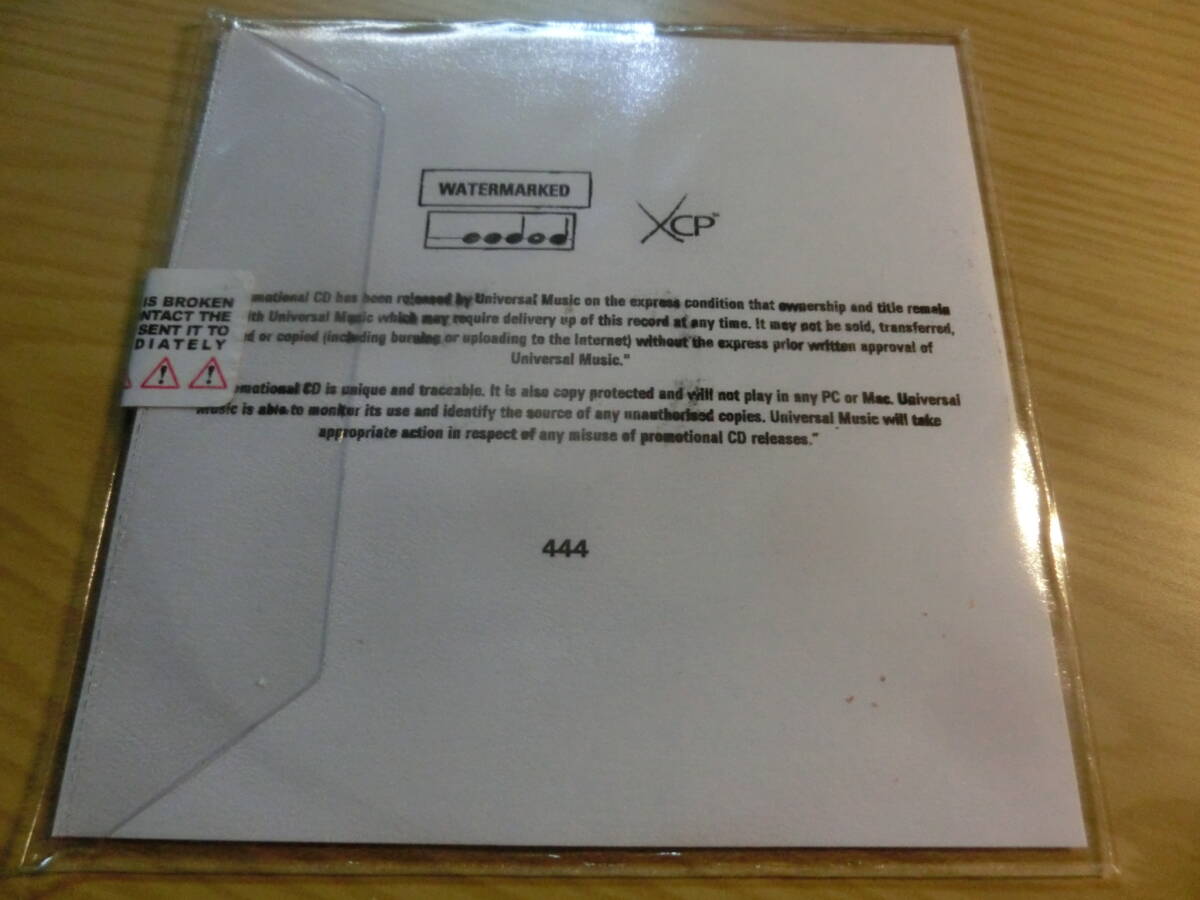 WATERMARKED
XCP™
IS BROKEN
NTACT THE
SENT IT TO
DIATELY
motional CD has been released by Universal Music on the express condition that ownership and title remain
ith Universal Music which may require delivery up of this record at any time. It may not be sold, transferred,
ed or copied (including burning or uploading to the Internet) without the express prior written approval of
Universal Music."
motional CD is unique and traceable. It is also copy protected and will not play in any PC or Mac. Universal
Music is able to monitor its use and identify the source of any unauthorised copies. Universal Music will take
appropriate action in respect of any misuse of promotional CD releases."
444